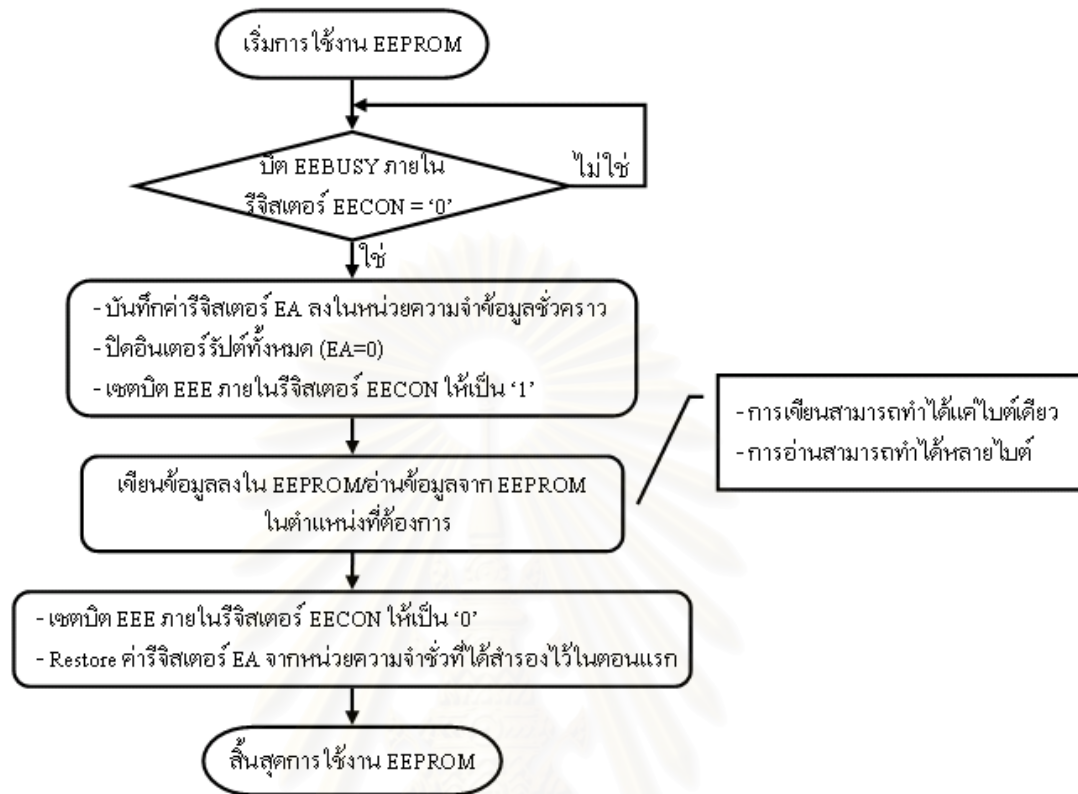 เริ่มการใช้งาน EEPROM
บิต EEBUSY ภายใน
รีจิสเตอร์ EECON = ‘0’
ไม่ใช่
ใช่
- บันทึกค่ารีจิสเตอร์ EA ลงในหน่วยความจำข้อมูลชั่วคราว
- ปิดอินเตอร์รัปต์ทั้งหมด (EA=0)
- เซตบิต EEE ภายในรีจิสเตอร์ EECON ให้เป็น ‘1’
- การเขียนสามารถทำได้แค่ไบต์เดียว
- การอ่านสามารถทำได้หลายไบต์
เขียนข้อมูลลงใน EEPROM/อ่านข้อมูลจาก EEPROM
ในตำแหน่งที่ต้องการ
- เซตบิต EEE ภายในรีจิสเตอร์ EECON ให้เป็น ‘0’
- Restore ค่ารีจิสเตอร์ EA จากหน่วยความจำชั่วที่ได้สำรองไว้ในตอนแรก
สิ้นสุดการใช้งาน EEPROM